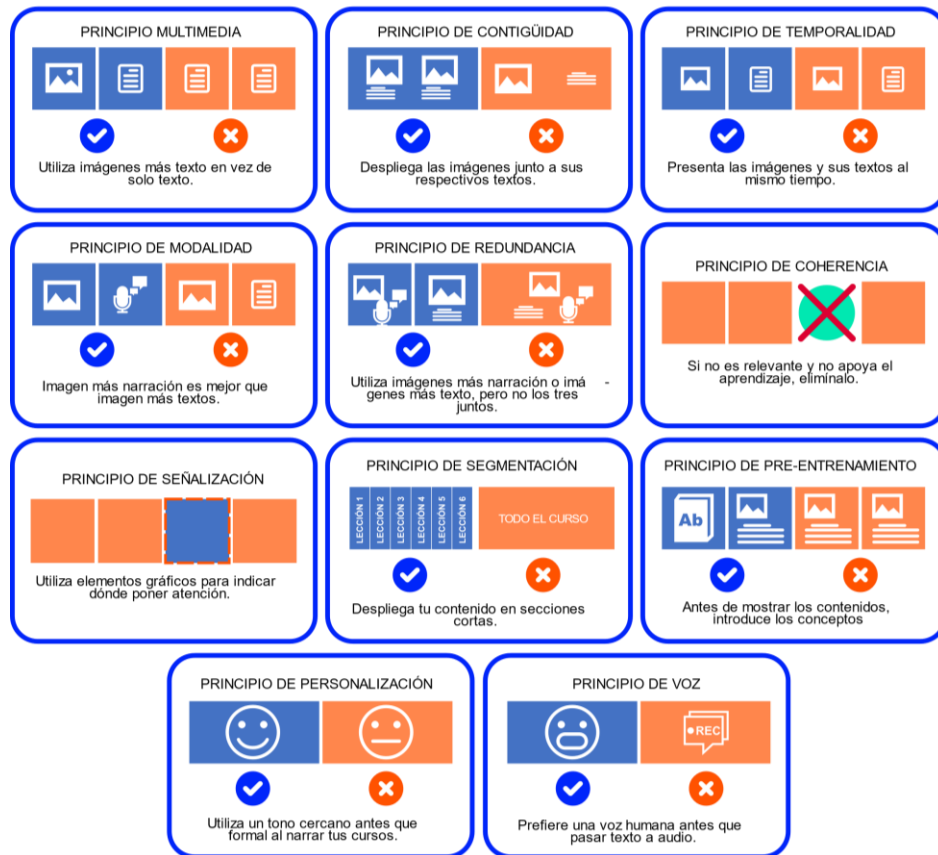 PRINCIPIO MULTIMEDIA
Utiliza imágenes más texto en vez de
solo texto.
PRINCIPIO DE CONTIGÜIDAD
Despliega las imágenes junto a sus
respectivos textos.
PRINCIPIO DE TEMPORALIDAD
Presenta las imágenes y sus textos al
mismo tiempo.
PRINCIPIO DE MODALIDAD
Imagen más narración es mejor que
imagen más textos.
PRINCIPIO DE REDUNDANCIA
Utiliza imágenes más narración o imá -
genes más texto, pero no los tres
juntos.
PRINCIPIO DE COHERENCIA
Si no es relevante y no apoya el
aprendizaje, elimínalo.
PRINCIPIO DE SEÑALIZACIÓN
Utiliza elementos gráficos para indicar
dónde poner atención.
PRINCIPIO DE SEGMENTACIÓN
LECCIÓN 1
LECCIÓN 2
LECCIÓN 3
LECCIÓN 4
LECCIÓN 5
LECCIÓN 6
TODO EL CURSO
Despliega tu contenido en secciones
cortas.
PRINCIPIO DE PRE-ENTRENAMIENTO
Ab
Antes de mostrar los contenidos,
introduce los conceptos
PRINCIPIO DE PERSONALIZACIÓN
Utiliza un tono cercano antes que
formal al narrar tus cursos.
PRINCIPIO DE VOZ
REC
Prefiere una voz humana antes que
pasar texto a audio.